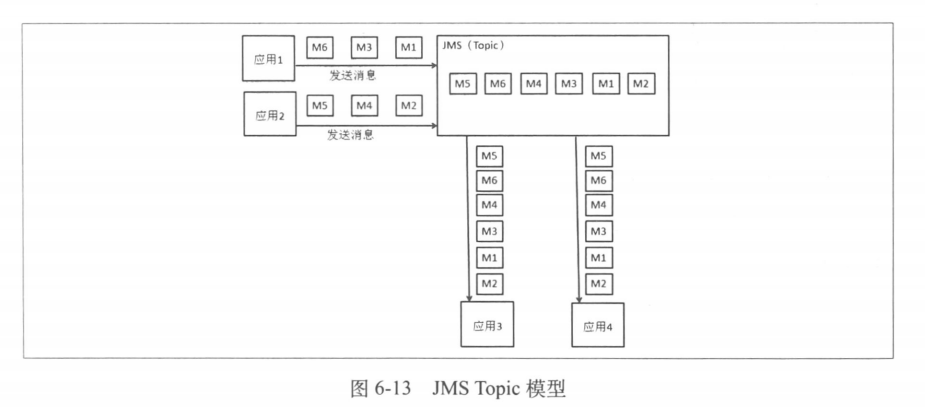 应用1
M6 M3 M1
发送消息
应用2
M5 M4 M2
发送消息
JMS（Topic）
M5 M6 M4 M3 M1 M2
M5
M6
M4
M3
M1
M2
应用3
M5
M6
M4
M3
M1
M2
应用4
图 6-13 JMS Topic 模型